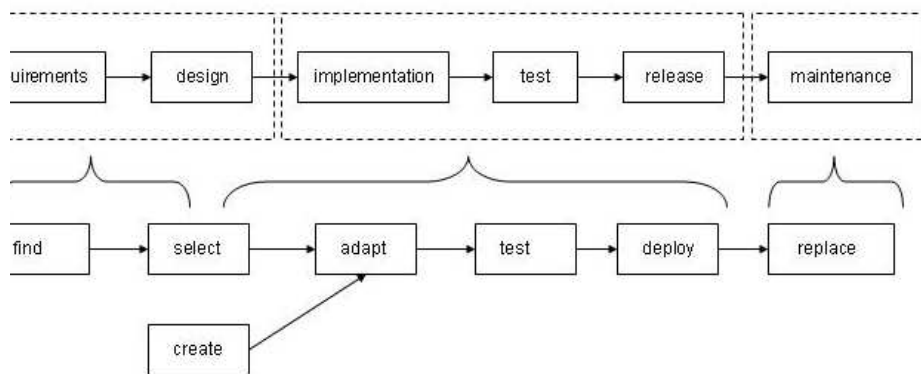 uirements
design
implementation
test
release
maintenance
find
select
adapt
test
deploy
replace
create